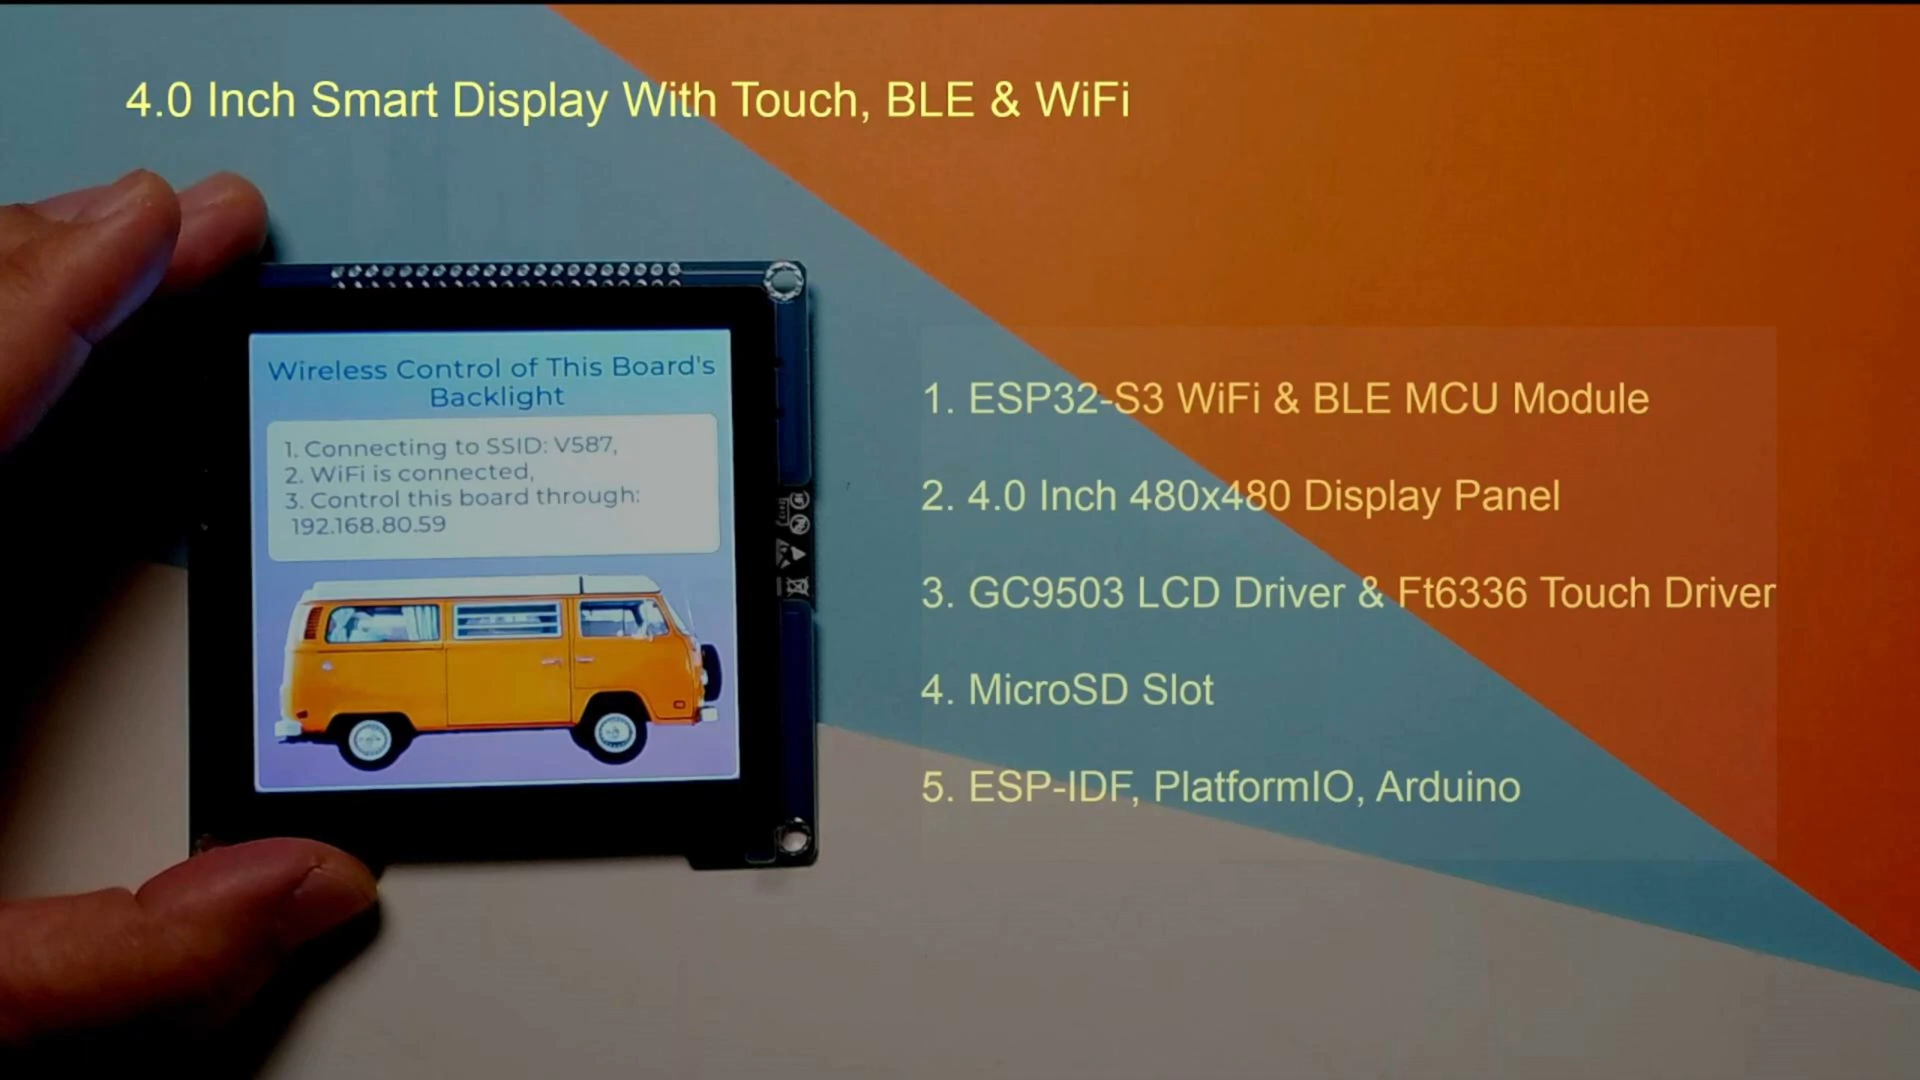 4.0 Inch Smart Display With Touch, BLE & WiFi
Wireless Control of This Board's
Backlight
1. Connecting to SSID: V587,
2. WiFi is connected,
3. Control this board through:
192.168.80.59
1. ESP32-S3 WiFi & BLE MCU Module
2. 4.0 Inch 480x480 Display Panel
3. GC9503 LCD Driver & Ft6336 Touch Driver
4. MicroSD Slot
5. ESP-IDF, PlatformIO, Arduino